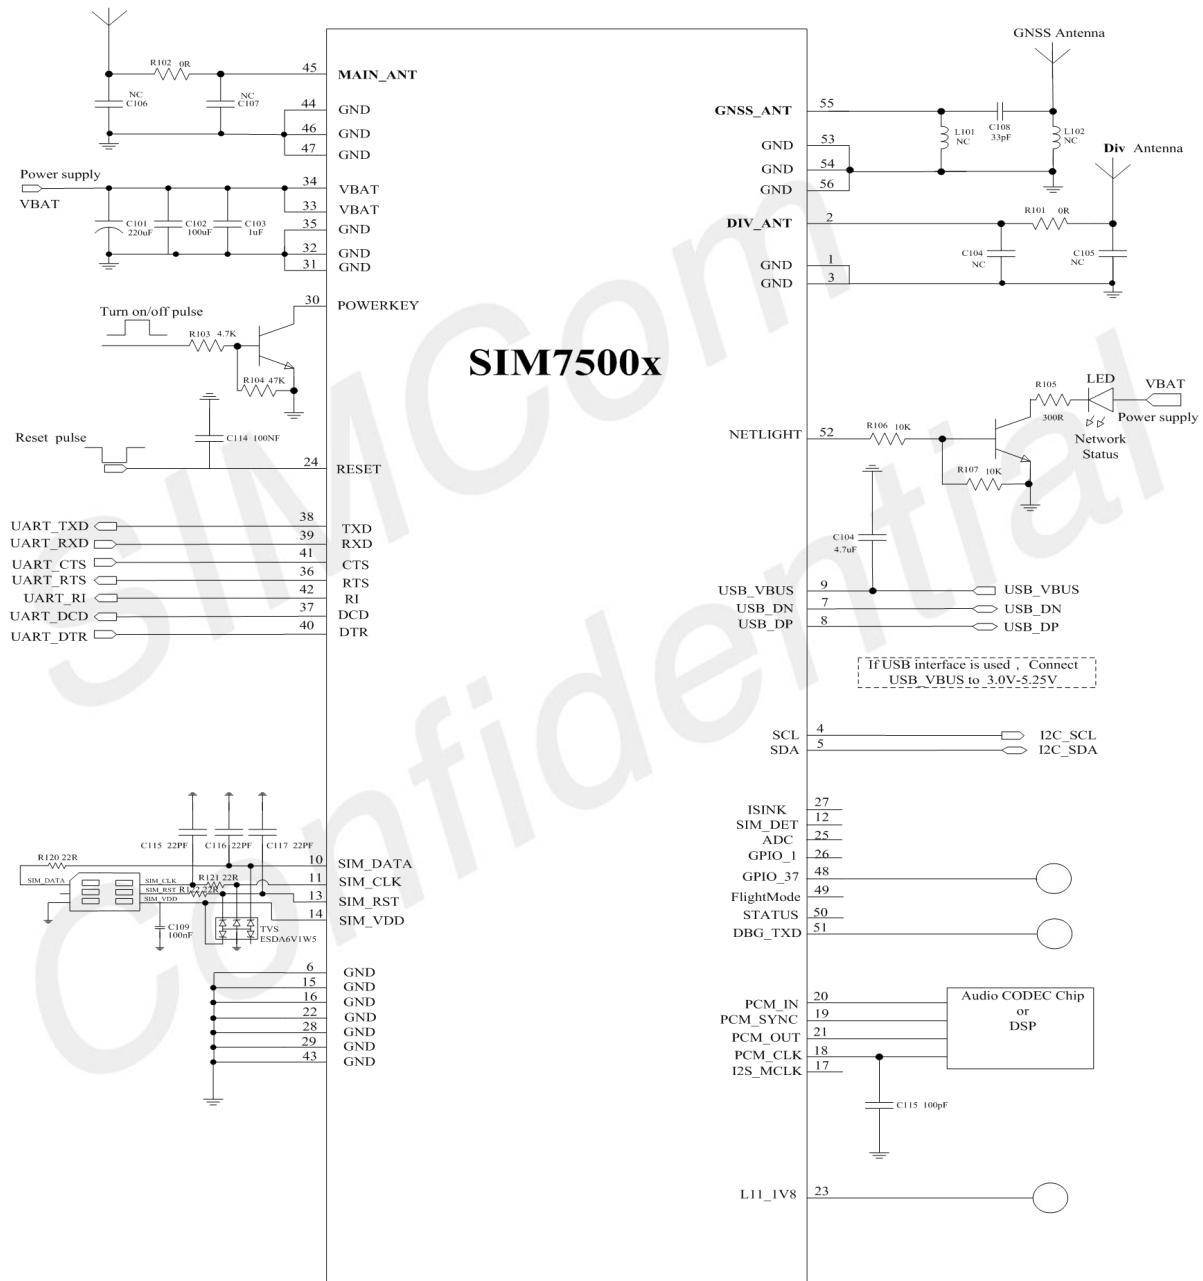 R102 0R
45
MAIN_ANT
NC
C106
NC
C107
44
GND
46
GND
47
GND
Power supply
VBAT
34
VBAT
33
VBAT
35
GND
32
GND
31
GND
C101
220uF
C102
100uF
C103
1uF
30
POWERKEY
Turn on/off pulse
R103 4.7K
R104 47K
C114 100NF
Reset pulse
24
RESET
UART_TXD
38
TXD
UART_RXD
39
RXD
UART_CTS
41
CTS
UART_RTS
36
RTS
UART_RI
42
RI
UART_DCD
37
DCD
UART_DTR
40
DTR
C115 22PF
C116 22PF
C117 22PF
R120 22R
10
SIM_DATA
SIM_DATA
SIM_CLK
R121 22R
11
SIM_CLK
SIM_RST
R122 22R
13
SIM_RST
SIM_VDD
14
SIM_VDD
C109
100nF
TVS
ESDA6V1W5
6
GND
15
GND
16
GND
22
GND
28
GND
29
GND
43
GND
SIM7500x
GNSS Antenna
GNSS_ANT
55
L101
NC
C108
33pF
L102
NC
GND
53
GND
54
GND
56
Div Antenna
DIV_ANT
2
R101 0R
C104
NC
C105
NC
GND
1
GND
3
LED
VBAT
R105
300R
Power supply
Network
Status
NETLIGHT
52
R106 10K
R107 10K
C104
4.7uF
USB_VBUS
9
USB_VBUS
USB_DN
7
USB_DN
USB_DP
8
USB_DP
If USB interface is used , Connect
USB_VBUS to 3.0V-5.25V
SCL
4
I2C_SCL
SDA
5
I2C_SDA
ISINK
27
SIM_DET
12
ADC
25
GPIO_1
26
GPIO_37
48
FlightMode
49
STATUS
50
DBG_TXD
51
PCM_IN
20
PCM_SYNC
19
PCM_OUT
21
PCM_CLK
18
I2S_MCLK
17
Audio CODEC Chip
or
DSP
C115 100pF
L11_1V8
23
SIMCom
Confidential